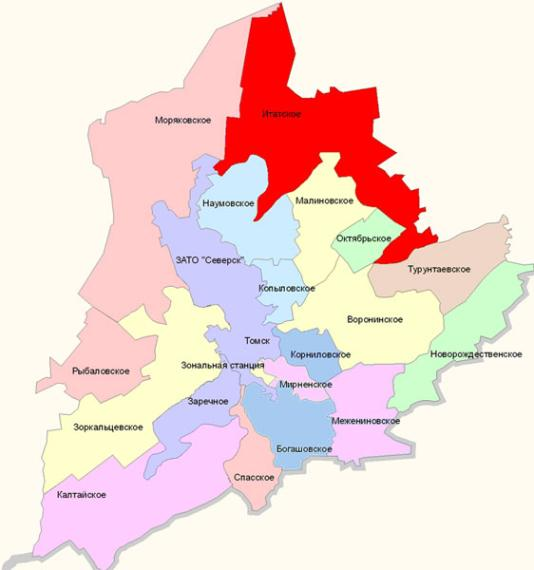 Итатское
Моряковское
Наумовское
Малиновское
Октябрьское
ЗАТО "Северск"
Турунтаевское
Копыловское
Воронинское
Томск
Корниловское
Новорождественское
Зональная станция
Рыбаловское
Мирненское
Заречное
Межениновское
Зоркальцевское
Богашовское
Спасское
Калтайское